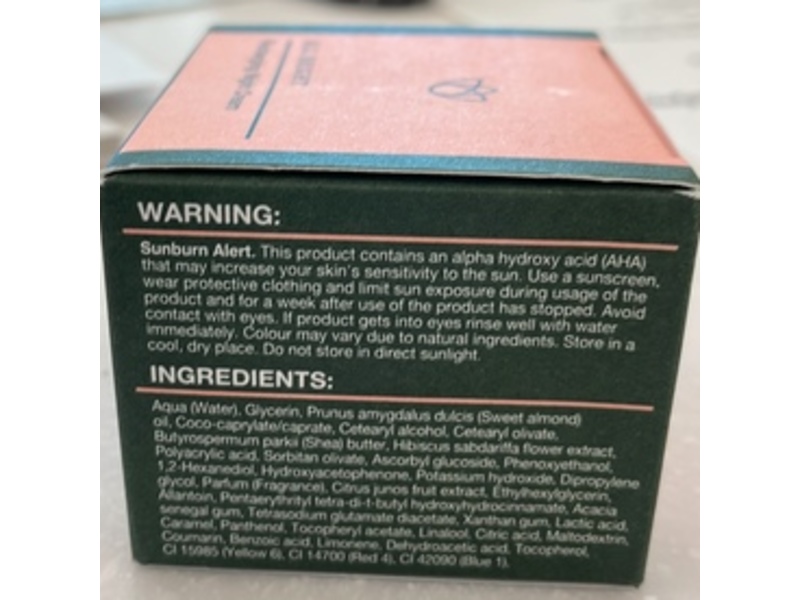 WARNING:
Sunburn Alert. This product contains an alpha hydroxy acid (AHA)
that may increase your skin's sensitivity to the sun. Use a sunscreen,
wear protective clothing and limit sun exposure during usage of the
product and for a week after use of the product has stopped. Avoid
contact with eyes. If product gets into eyes rinse well with water
immediately. Colour may vary due to natural ingredients. Store in a
cool, dry place. Do not store in direct sunlight.
INGREDIENTS:
Aqua (Water), Glycerin, Prunus amygdalus dulcis (Sweet almond)
oil, Coco-caprylate/caprate, Cetearyl alcohol, Cetearyl olivate,
Butyrospermum parkii (Shea) butter, Hibiscus sabdariffa flower extract,
Polyacrylic acid, Sorbitan olivate, Ascorbyl glucoside, Phenoxyethanol,
1,2-Hexanediol, Hydroxyacetophenone, Potassium hydroxide, Dipropylene
glycol, Parfum (Fragrance), Citrus junos fruit extract, Ethylhexylglycerin,
Allantoin, Pentaerythrityl tetra-di-t-butyl hydroxyhydrocinnamate, Acacia
senegal gum, Tetrasodium glutamate diacetate, Xanthan gum, Lactic acid,
Caramel, Panthenol, Tocopheryl acetate, Linalool, Citric acid, Maltodextrin,
Coumarin, Benzoic acid, Limonene, Dehydroacetic acid, Tocopherol,
CI 15985 (Yellow 6), CI 14700 (Red 4), CI 42090 (Blue 1).